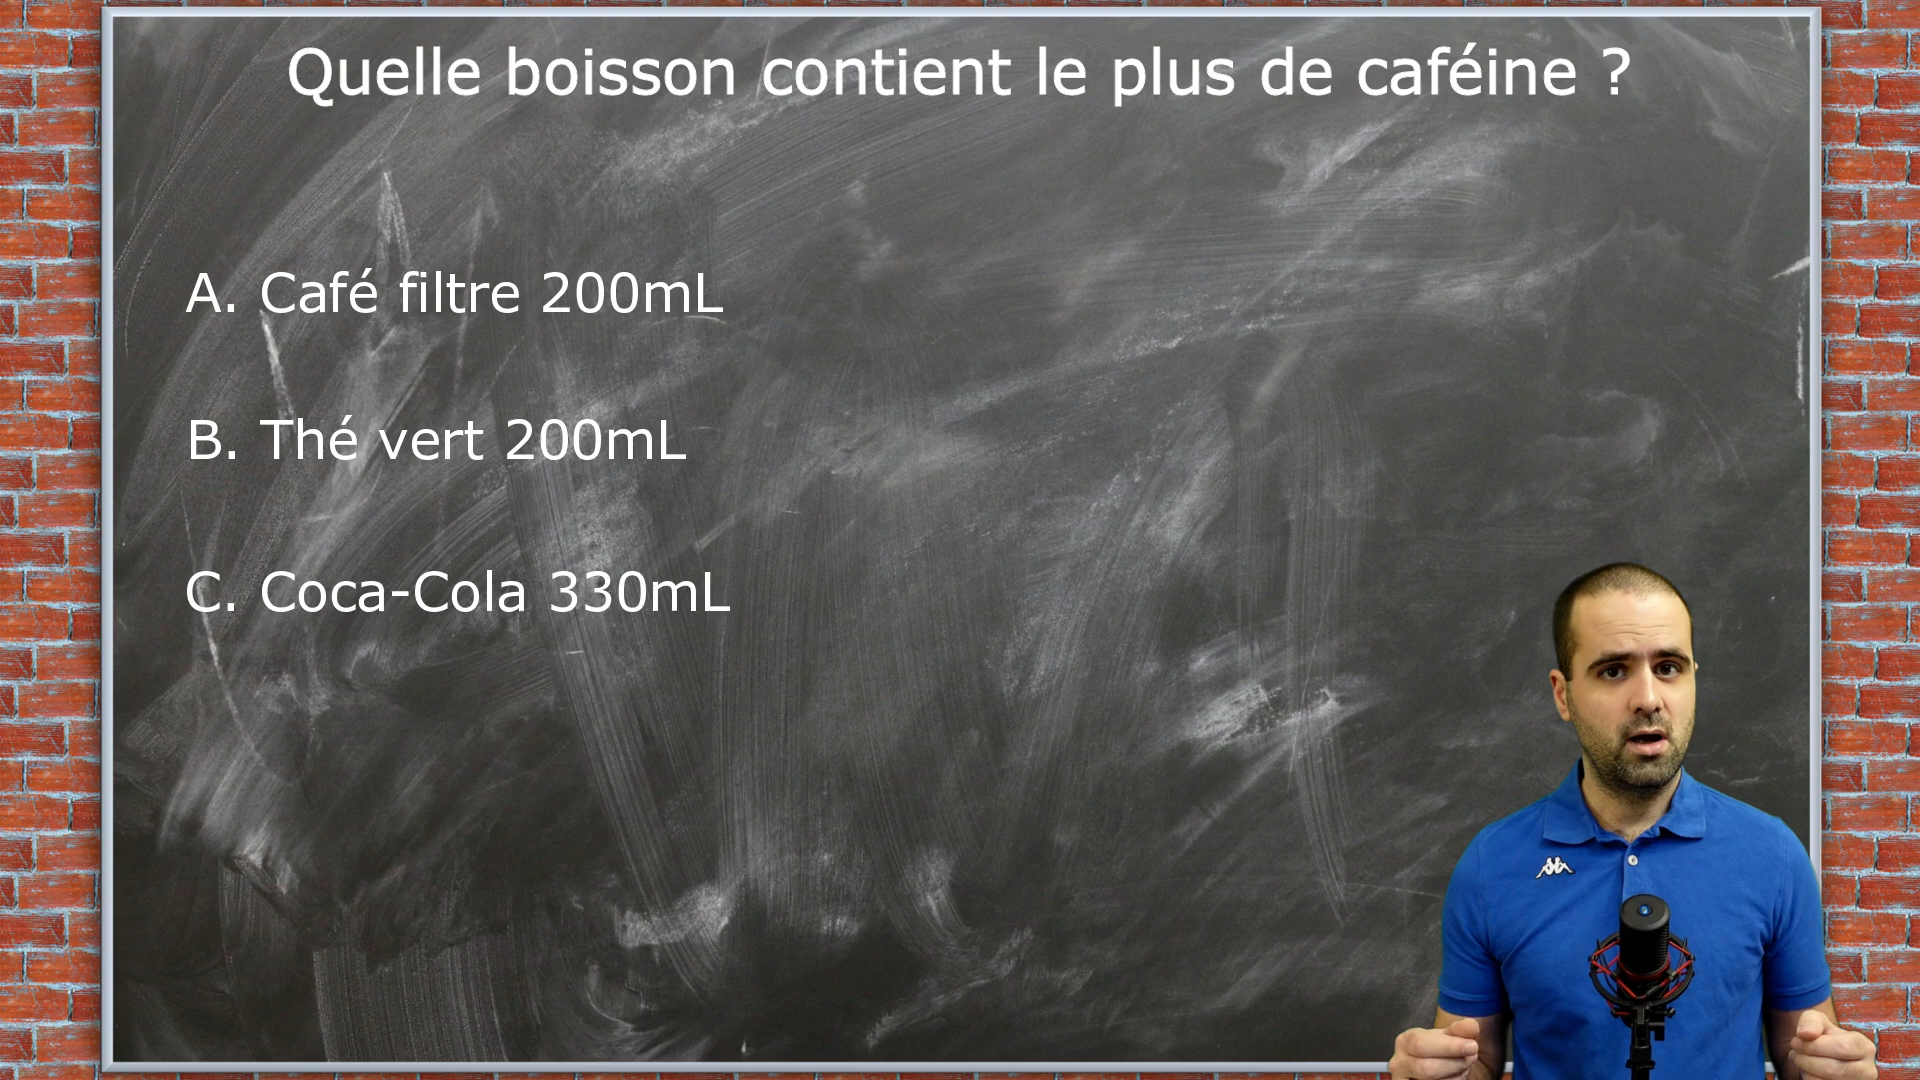 Quelle boisson contient le plus de caféine ?
A. Café filtre 200mL
B. Thé vert 200mL
C. Coca-Cola 330mL